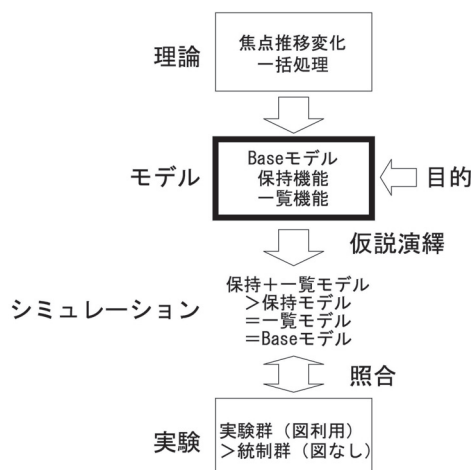 理論
焦点推移変化
一括処理
モデル
Baseモデル
保持機能
一覧機能
目的
仮説演繹
シミュレーション
保持+一覧モデル
>保持モデル
=一覧モデル
=Baseモデル
照合
実験
実験群(図利用)
>統制群(図なし)